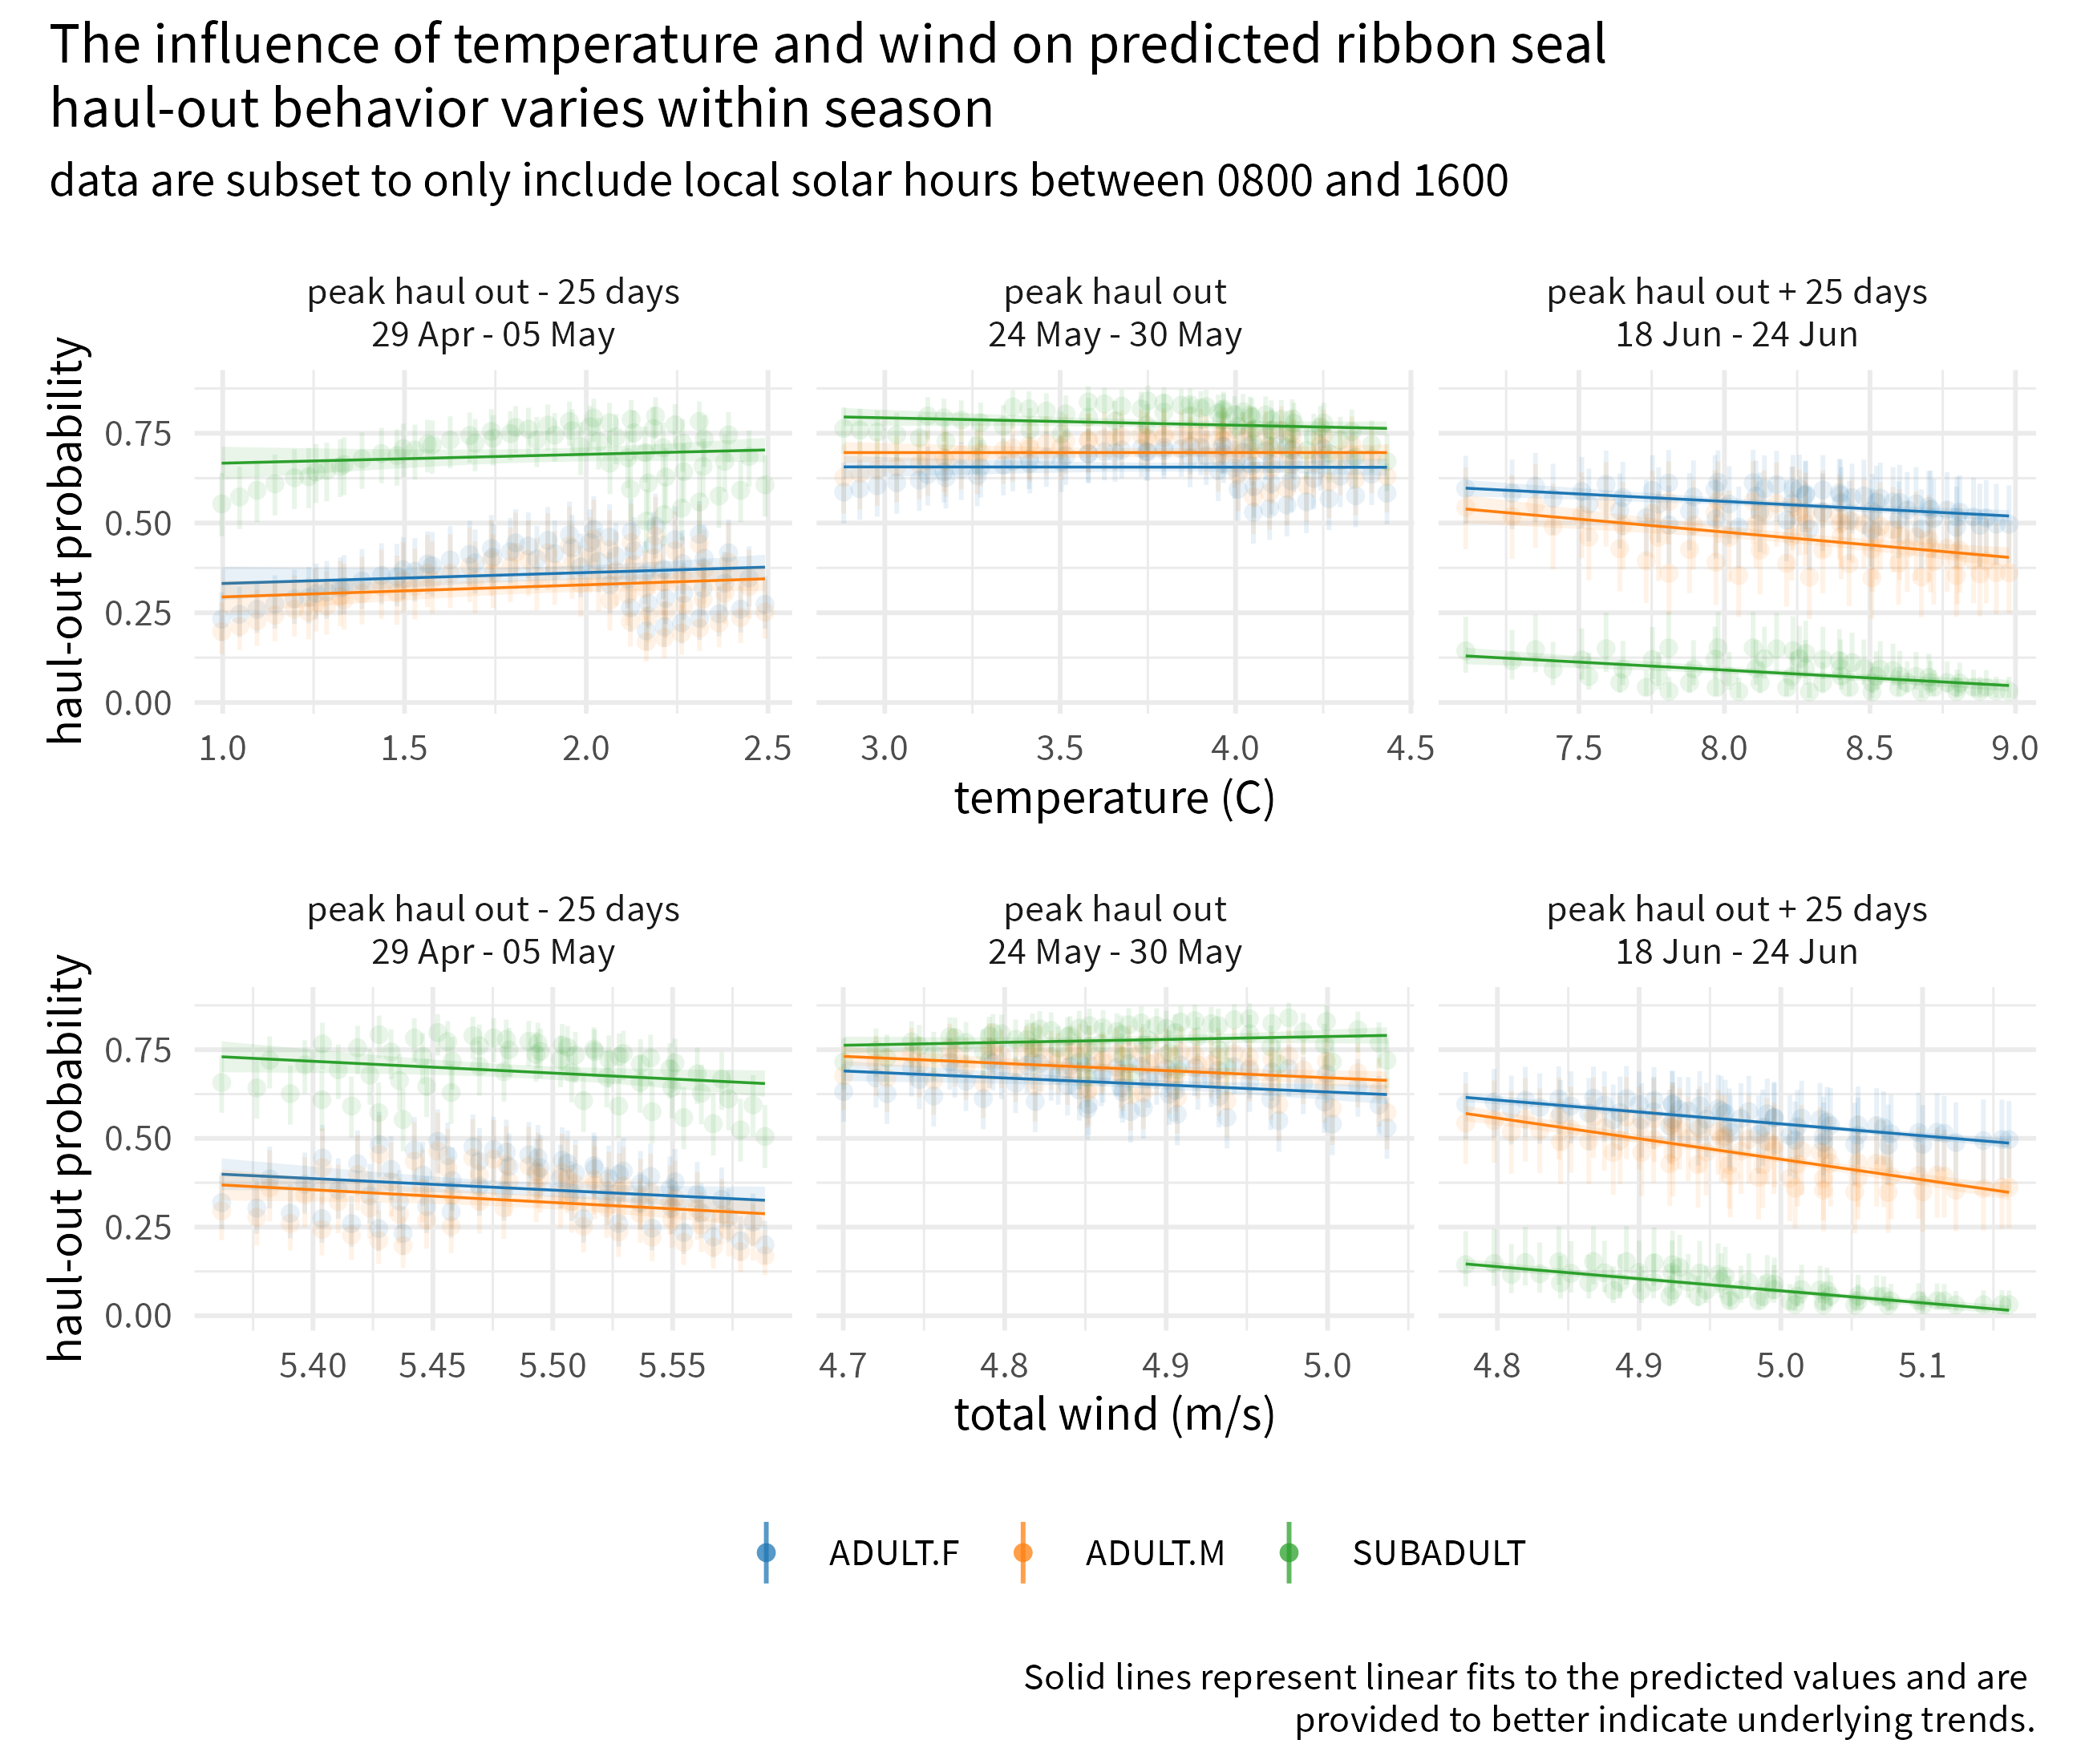 The influence of temperature and wind on predicted ribbon seal
haul-out behavior varies within season
data are subset to only include local solar hours between 0800 and 1600
peak haul out - 25 days
29 Apr - 05 May
peak haul out
24 May - 30 May
peak haul out + 25 days
18 Jun - 24 Jun
haul-out probability
0.75
0.50
0.25
0.00
1.0 1.5 2.0 2.5 3.0 3.5 4.0 4.5 7.5 8.0 8.5 9.0
temperature (C)
peak haul out - 25 days
29 Apr - 05 May
peak haul out
24 May - 30 May
peak haul out + 25 days
18 Jun - 24 Jun
haul-out probability
0.75
0.50
0.25
0.00
5.40 5.45 5.50 5.55 4.7 4.8 4.9 5.0 4.8 4.9 5.0 5.1
total wind (m/s)
ADULT.F ADULT.M SUBADULT
Solid lines represent linear fits to the predicted values and are
provided to better indicate underlying trends.